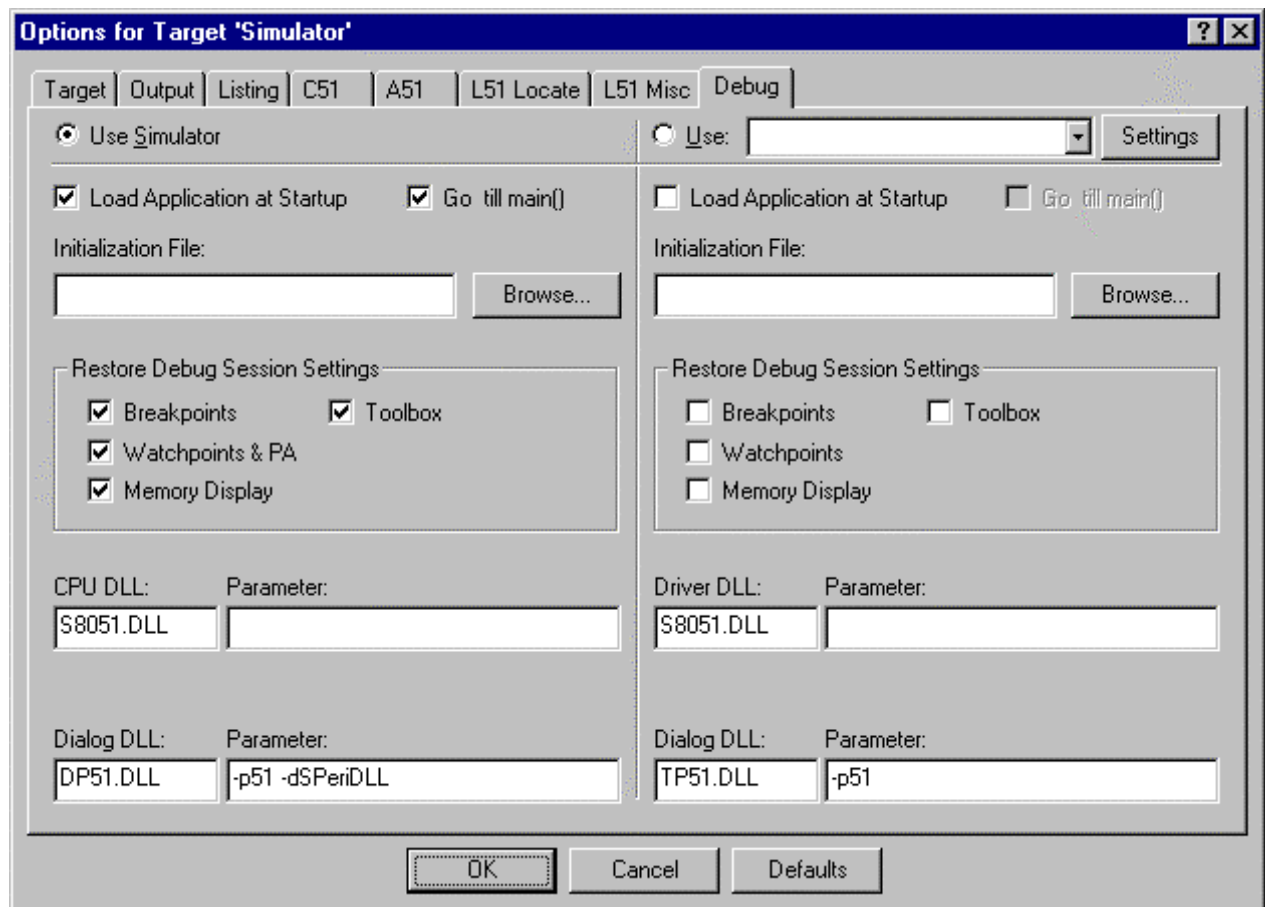 Options for Target 'Simulator'
Target Output Listing C51 A51 L51 Locate L51 Misc Debug
Use Simulator
Use: Settings
Load Application at Startup Go till main()
Load Application at Startup Go till main()
Initialization File:
Initialization File:
Browse...
Browse...
Restore Debug Session Settings
Breakpoints Toolbox
Watchpoints & PA
Memory Display
Restore Debug Session Settings
Breakpoints Toolbox
Watchpoints
Memory Display
CPU DLL: Parameter:
S8051.DLL
Driver DLL: Parameter:
S8051.DLL
Dialog DLL: Parameter:
DP51.DLL -p51 -dSPeriDLL
Dialog DLL: Parameter:
TP51.DLL -p51
OK Cancel Defaults